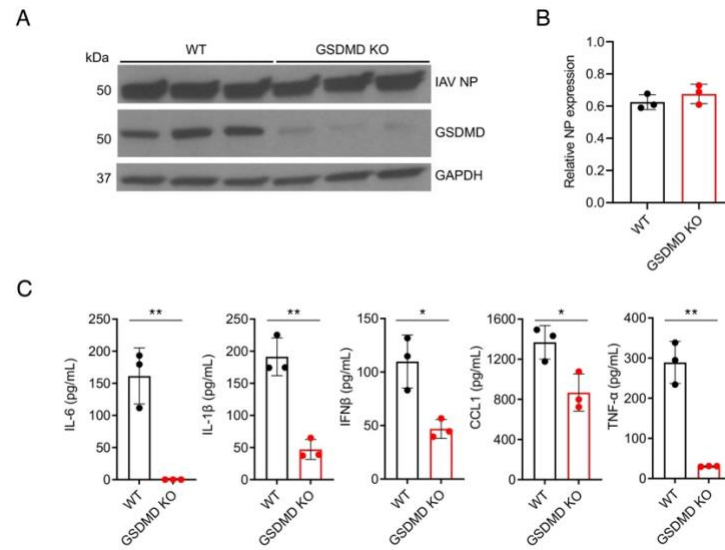 A
WT
GSDMD KO
kDa
50
IAV NP
50
GSDMD
37
GAPDH
B
Relative NP expression
1.0
0.8
0.6
0.4
0.2
0.0
WT
GSDMD KO
C
IL-6 (pg/mL)
250
200
150
100
50
0
**
WT
GSDMD KO
IL-1β (pg/mL)
250
200
150
100
50
0
**
WT
GSDMD KO
IFNβ (pg/mL)
150
100
50
0
*
WT
GSDMD KO
CCL1 (pg/mL)
1600
1200
800
400
0
*
WT
GSDMD KO
TNF-α (pg/mL)
400
300
200
100
0
**
WT
GSDMD KO